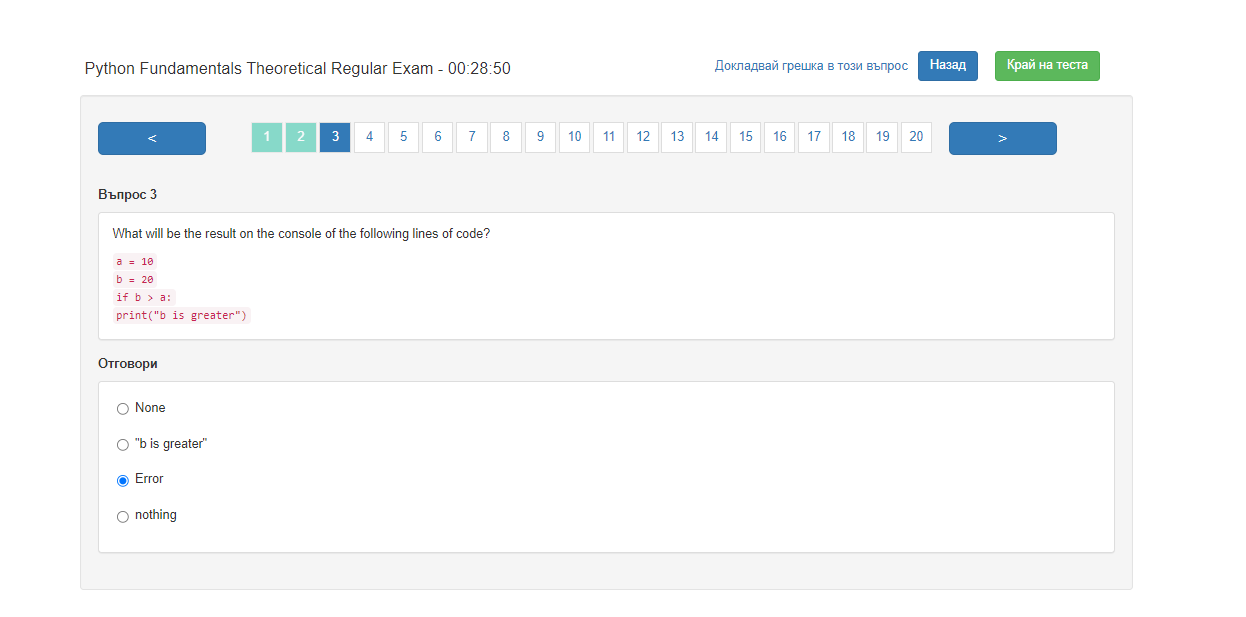 Python Fundamentals Theoretical Regular Exam - 00:28:50
Докладвай грешка в този въпрос
Назад
Край на теста
< 1 2 3 4 5 6 7 8 9 10 11 12 13 14 15 16 17 18 19 20 >
Въпрос 3
What will be the result on the console of the following lines of code?
a = 10
b = 20
if b > a:
print("b is greater")
Отговори
None
"b is greater"
Error
nothing